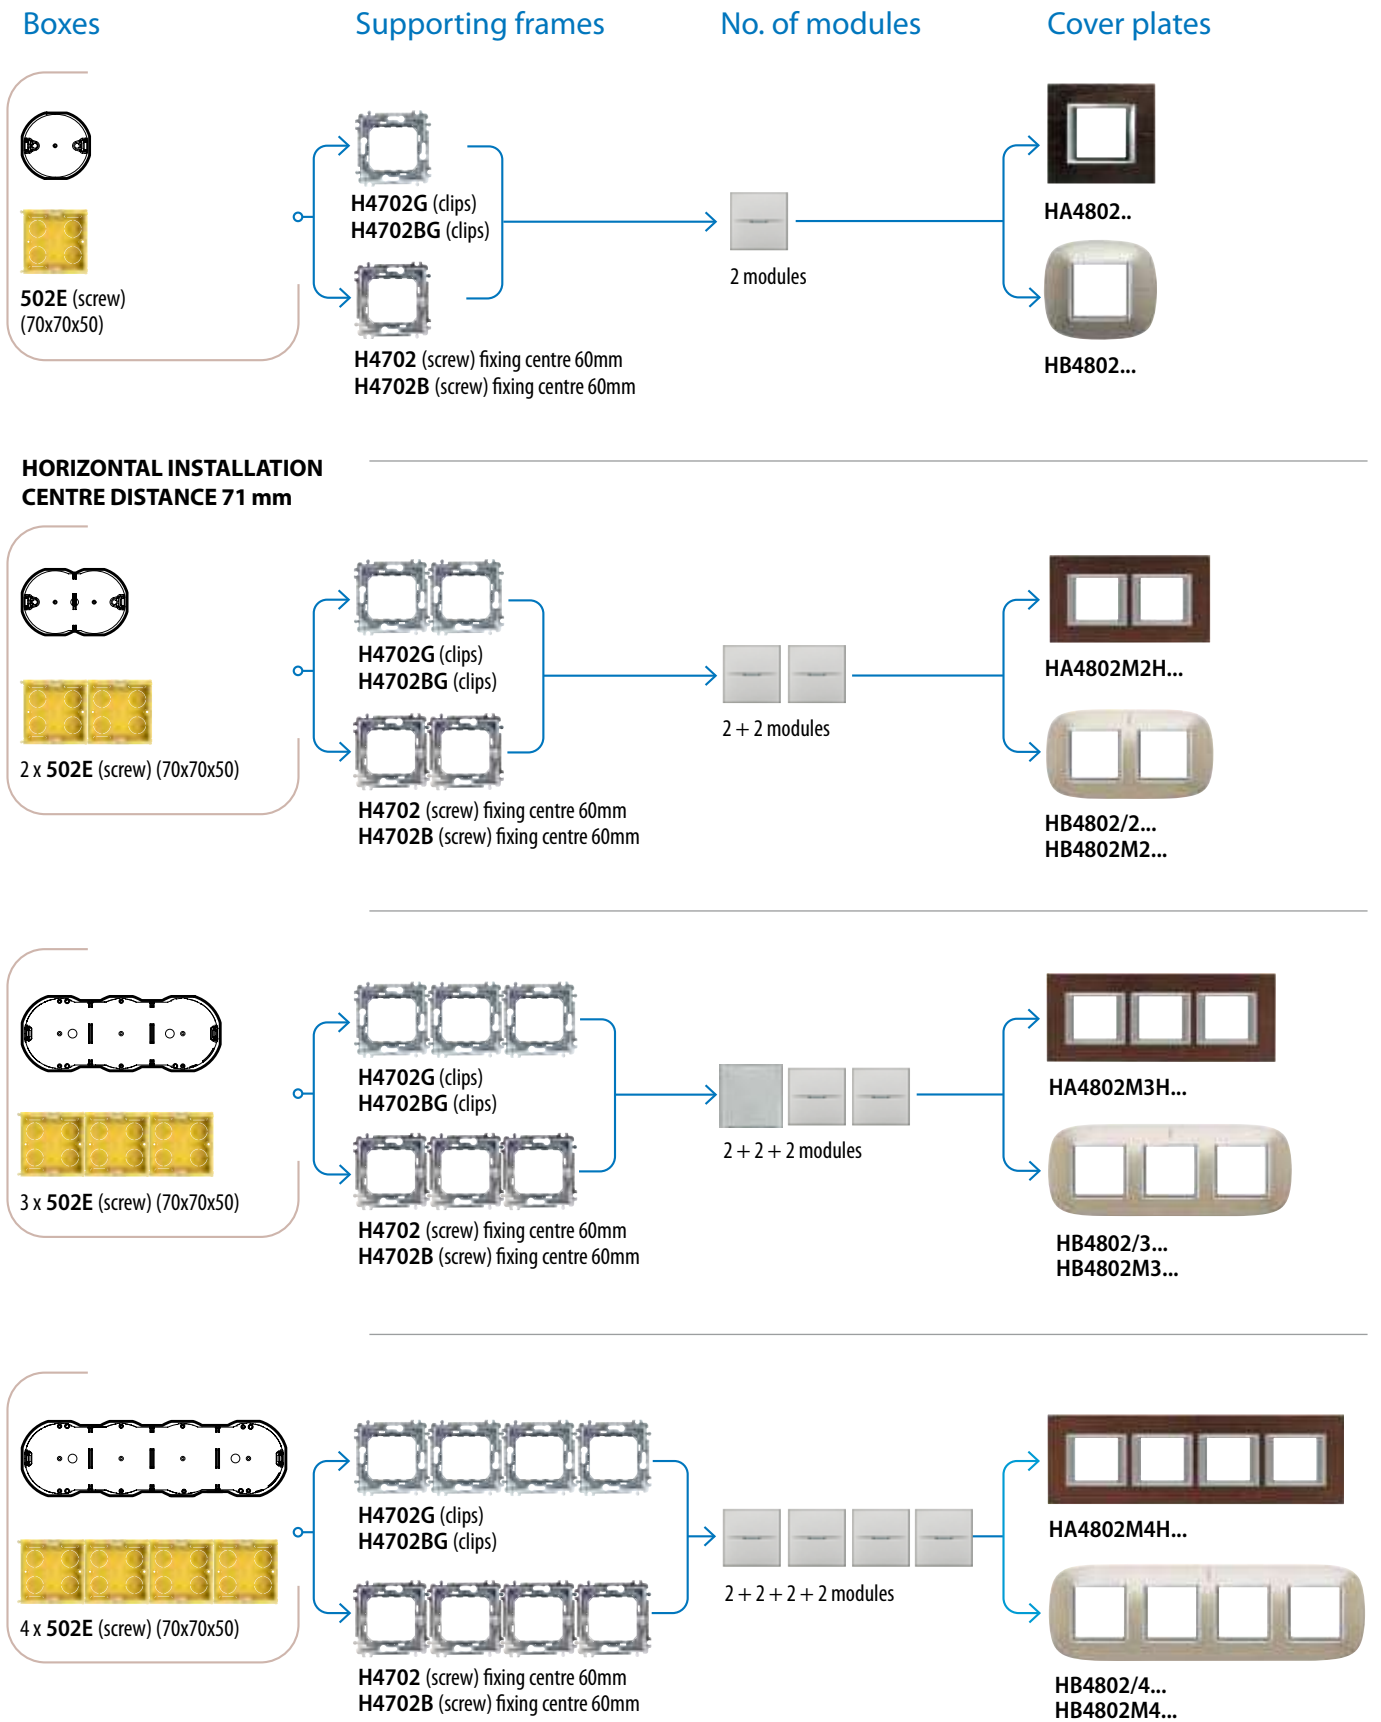 Boxes
Supporting frames
No. of modules
Cover plates
502E (screw)
(70x70x50)
H4702G (clips)
H4702BG (clips)
H4702 (screw) fixing centre 60mm
H4702B (screw) fixing centre 60mm
2 modules
HA4802..
HB4802...
HORIZONTAL INSTALLATION
CENTRE DISTANCE 71 mm
2 x 502E (screw) (70x70x50)
H4702G (clips)
H4702BG (clips)
H4702 (screw) fixing centre 60mm
H4702B (screw) fixing centre 60mm
2 + 2 modules
HA4802M2H...
HB4802/2...
HB4802M2...
3 x 502E (screw) (70x70x50)
H4702G (clips)
H4702BG (clips)
H4702 (screw) fixing centre 60mm
H4702B (screw) fixing centre 60mm
2 + 2 + 2 modules
HA4802M3H...
HB4802/3...
HB4802M3...
4 x 502E (screw) (70x70x50)
H4702G (clips)
H4702BG (clips)
H4702 (screw) fixing centre 60mm
H4702B (screw) fixing centre 60mm
2 + 2 + 2 + 2 modules
HA4802M4H...
HB4802/4...
HB4802M4...